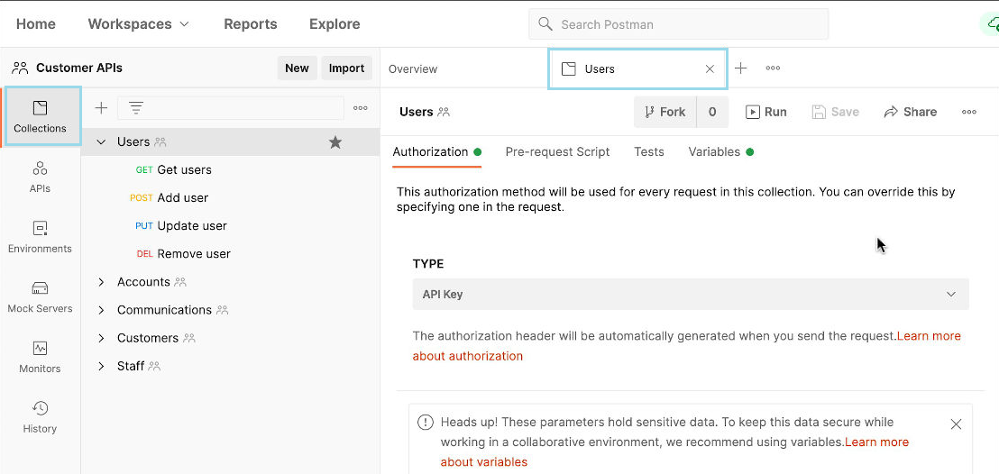 Home Workspaces Reports Explore Search Postman
Customer APIs New Import Overview Users
Collections
APIs
Environments
Mock Servers
Monitors
History
Users
GET Get users
POST Add user
PUT Update user
DEL Remove user
Accounts
Communications
Customers
Staff
Users Fork 0 Run Save Share
Authorization Pre-request Script Tests Variables
This authorization method will be used for every request in this collection. You can override this by
specifying one in the request.
TYPE
API Key
The authorization header will be automatically generated when you send the request.Learn more
about authorization
Heads up! These parameters hold sensitive data. To keep this data secure while
working in a collaborative environment, we recommend using variables.Learn more
about variables